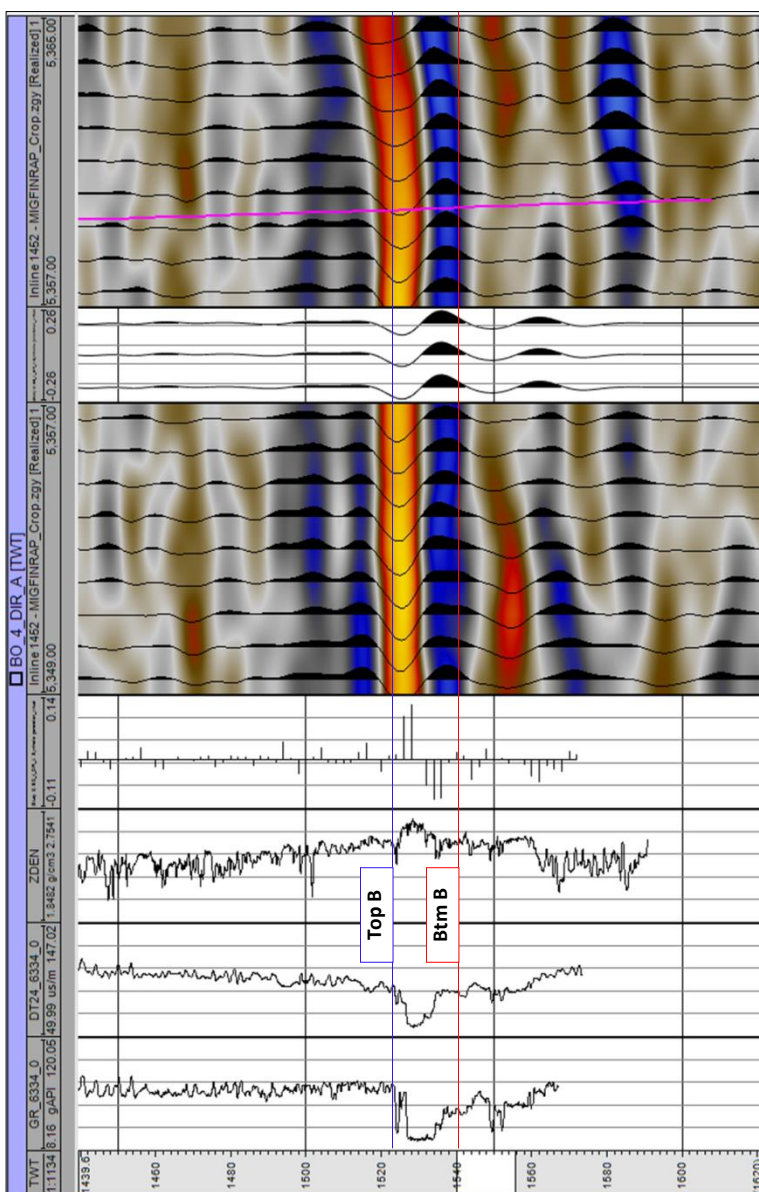 BO_4_DIR_A [TWT]
TWT
1:1134
GR_6334_0
8.16 gAPI 120.06
DT24_6334_0
49.99 us/m 147.02
ZDEN
1.8482 g/cm3 2.7541
-0.11 0.14
Inline 1452 - MIGFINRAP_Crop.zgy [Realized] 1
5,349.00 5,357.00
-0.26 0.26
Inline 1452 - MIGFINRAP_Crop.zgy [Realized] 1
5,357.00 5,365.00
1439.6
1460
1480
1500
1520
Top B
1540
Btm B
1560
1580
1600
1620